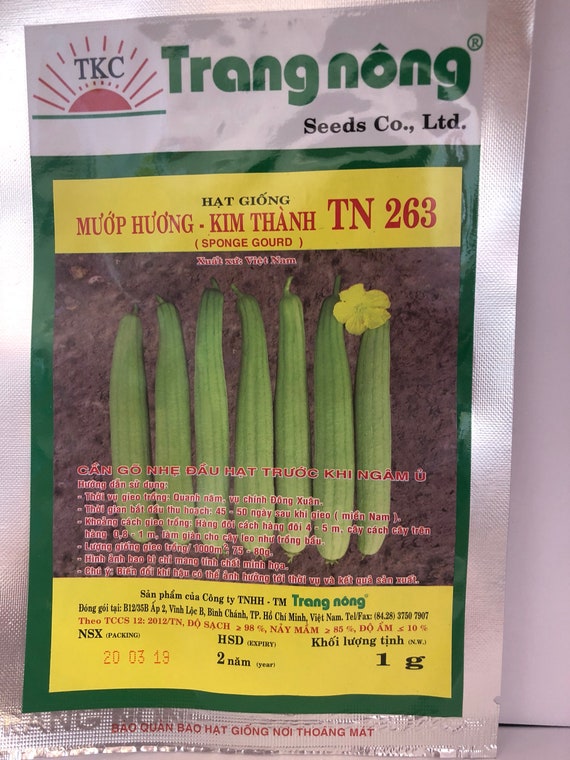 TKC
Trang nông®
Seeds Co., Ltd.
HẠT GIỐNG
MƯỚP HƯƠNG - KIM THÀNH TN 263
( SPONGE GOURD )
Xuất xứ: Việt Nam
CẦN GÕ NHẸ ĐẦU HẠT TRƯỚC KHI NGÂM Ủ
Hướng dẫn sử dụng:
- Thời vụ gieo trồng: Quanh năm, vụ chính Đông Xuân.
- Thời gian bắt đầu thu hoạch: 45 - 50 ngày sau khi gieo ( miền Nam ).
- Khoảng cách gieo trồng: Hàng đôi cách hàng đôi 4 - 5 m, cây cách cây trên
hàng 0,8 - 1 m, làm giàn cho cây leo như trồng bầu.
- Lượng giống gieo trồng/ 1000m²: 75 - 80g.
- Hình ảnh bao bì chỉ mang tính chất minh họa.
- Chú ý: Biến đổi khí hậu có thể ảnh hưởng tới thời vụ và kết quả sản xuất.
Sản phẩm của Công ty TNHH - TM Trang nông®
Đóng gói tại: B12/35B Ấp 2, Vĩnh Lộc B, Bình Chánh, TP. Hồ Chí Minh, Việt Nam. Tel/Fax: (84.28) 3750 7907
Theo TCCS 12: 2012/TN, ĐỘ SẠCH ≥ 98 %, NẢY MẦM ≥ 85 %, ĐỘ ẨM ≤ 10 %
NSX (PACKING) HSD (EXPIRY) Khối lượng tịnh (N.W.)
20 03 19 2 năm (year) 1 g
BẢO QUẢN BAO HẠT GIỐNG NƠI THOÁNG MÁT